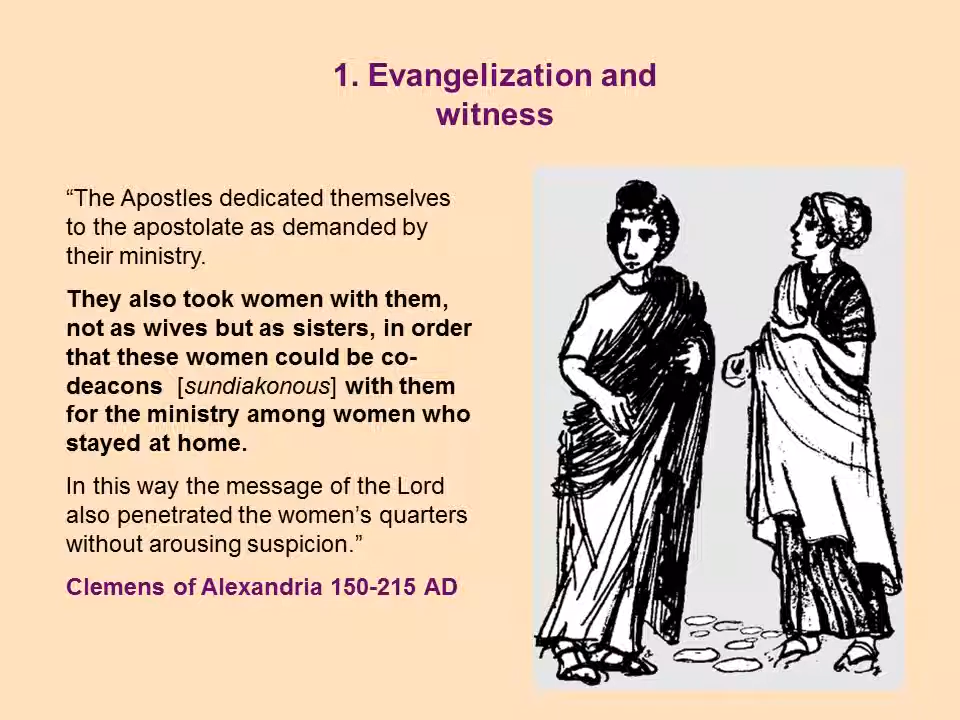 1. Evangelization and
witness
“The Apostles dedicated themselves
to the apostolate as demanded by
their ministry.
They also took women with them,
not as wives but as sisters, in order
that these women could be co-
deacons [sundiakonous] with them
for the ministry among women who
stayed at home.
In this way the message of the Lord
also penetrated the women’s quarters
without arousing suspicion.”
Clemens of Alexandria 150-215 AD